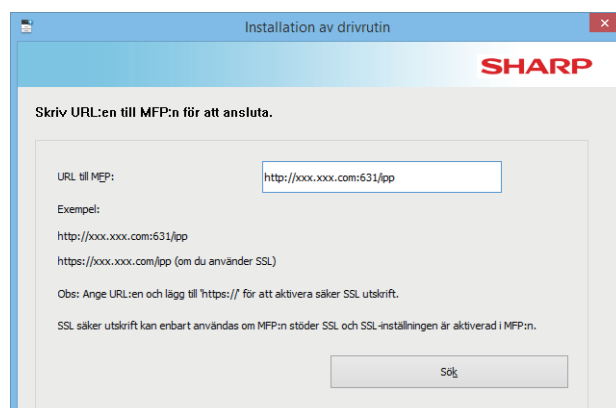 Installation av drivrutin
SHARP
Skriv URL:en till MFP:n för att ansluta.
URL till MFP:
http://xxx.xxx.com:631/ipp
Exempel:
http://xxx.xxx.com:631/ipp
https://xxx.xxx.com/ipp (om du använder SSL)
Obs: Ange URL:en och lägg till 'https://' för att aktivera säker SSL utskrift.
SSL säker utskrift kan enbart användas om MFP:n stöder SSL och SSL-inställningen är aktiverad i MFP:n.
Sök